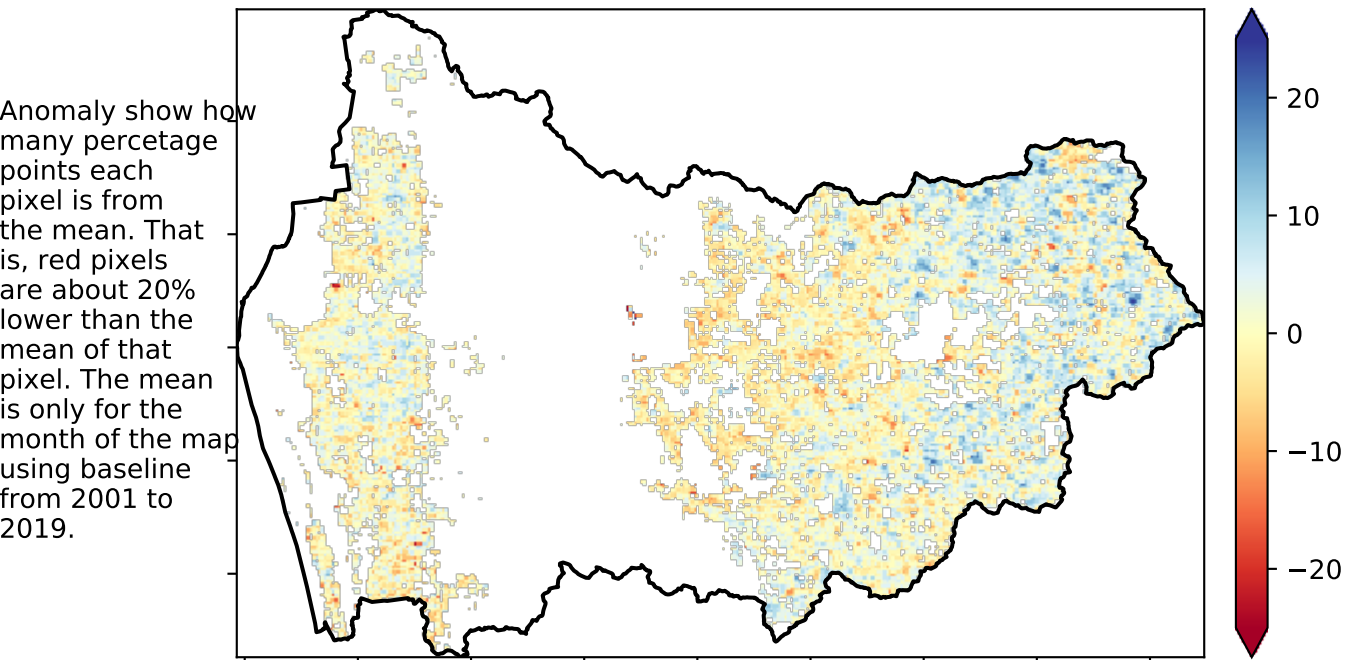 Anomaly show how
many percetage
points each
pixel is from
the mean. That
is, red pixels
are about 20%
lower than the
mean of that
pixel. The mean
is only for the
month of the map
using baseline
from 2001 to
2019.
20
10
0
−10
−20